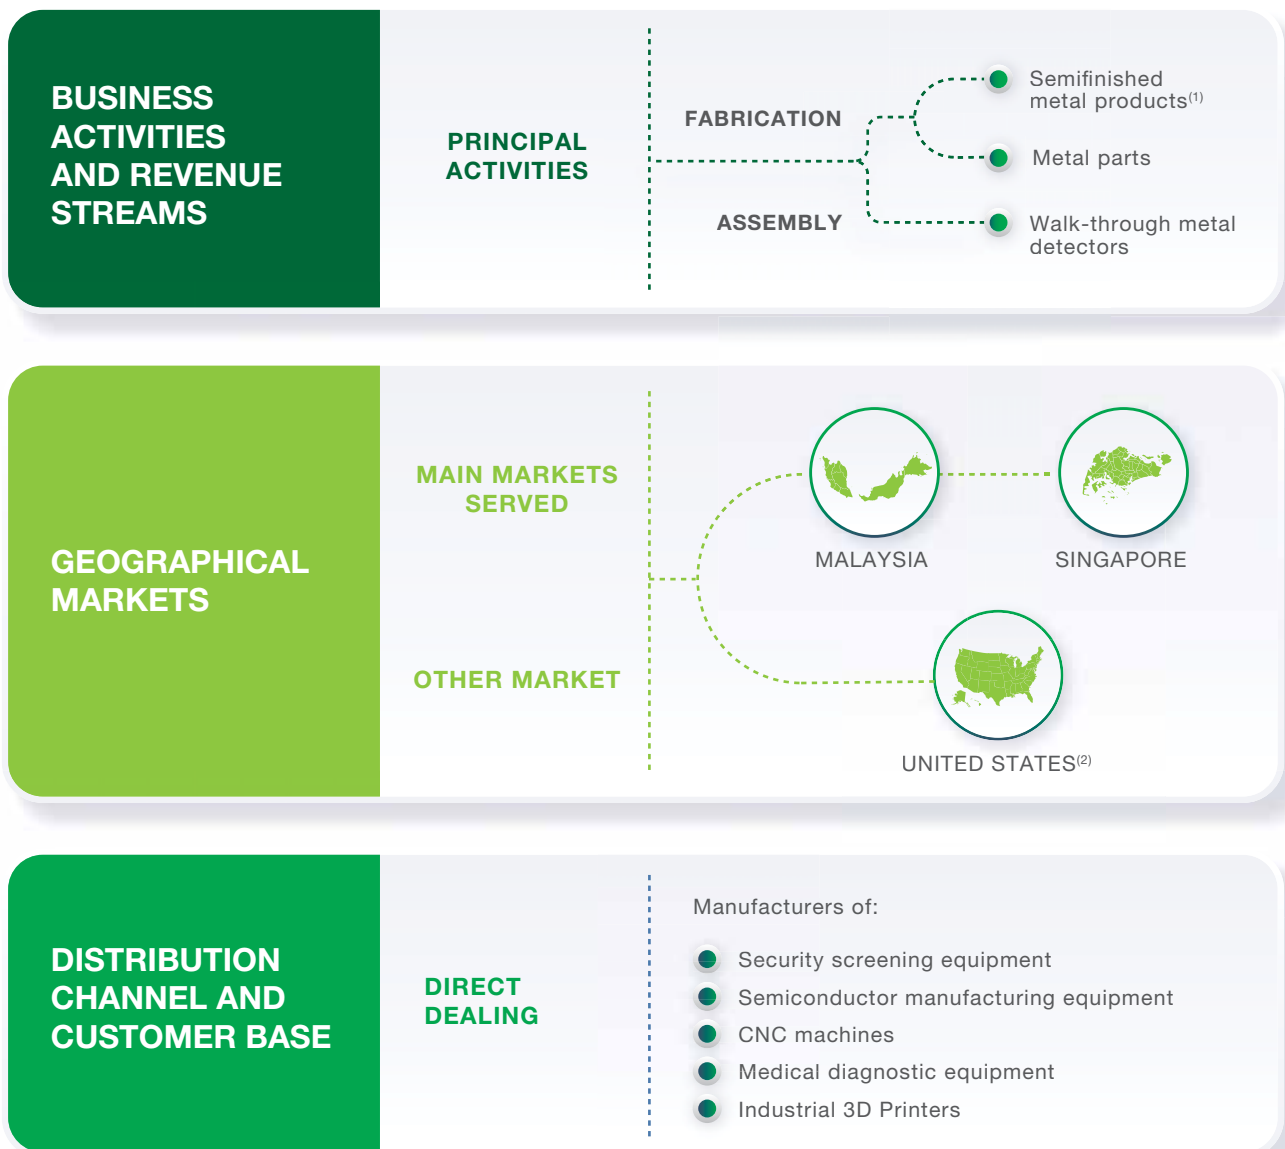 BUSINESS
ACTIVITIES
AND REVENUE
STREAMS
PRINCIPAL
ACTIVITIES
FABRICATION
Semifinished
metal products(1)
Metal parts
ASSEMBLY
Walk-through metal
detectors
GEOGRAPHICAL
MARKETS
MAIN MARKETS
SERVED
MALAYSIA
SINGAPORE
OTHER MARKET
UNITED STATES(2)
DISTRIBUTION
CHANNEL AND
CUSTOMER BASE
DIRECT
DEALING
Manufacturers of:
Security screening equipment
Semiconductor manufacturing equipment
CNC machines
Medical diagnostic equipment
Industrial 3D Printers